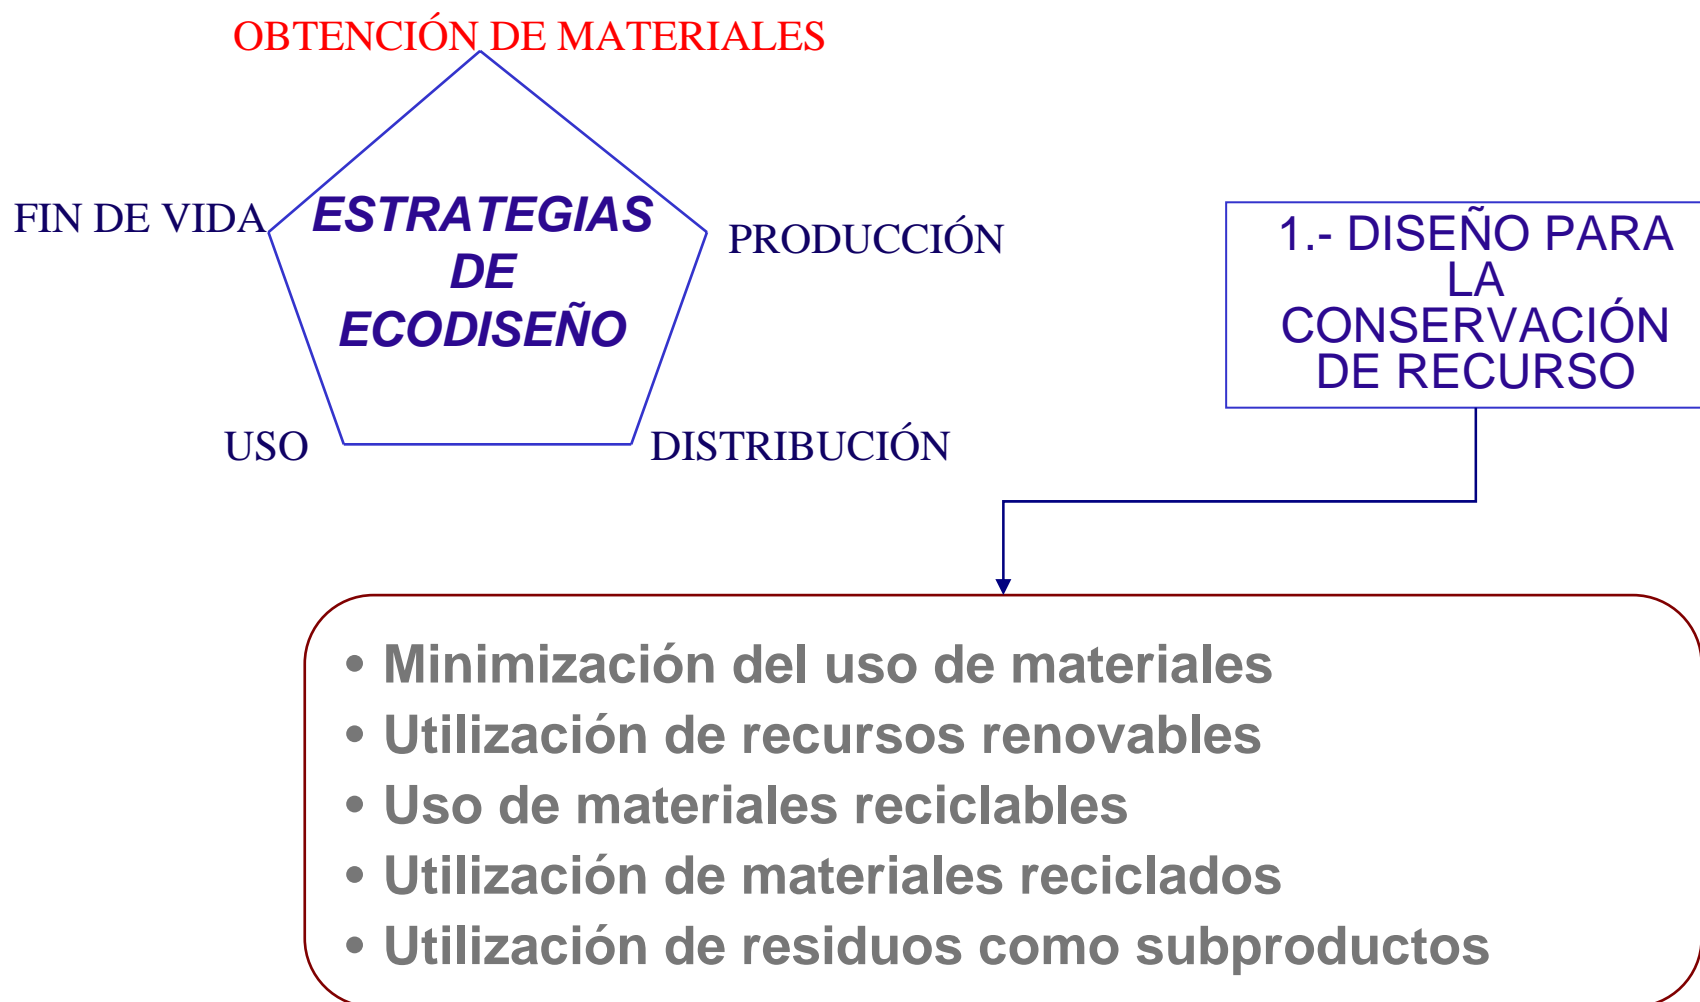 OBTENCIÓN DE MATERIALES
FIN DE VIDA
ESTRATEGIAS
DE
ECODISEÑO
PRODUCCIÓN
USO
DISTRIBUCIÓN
1.- DISEÑO PARA
LA
CONSERVACIÓN
DE RECURSO
• Minimización del uso de materiales
• Utilización de recursos renovables
• Uso de materiales reciclables
• Utilización de materiales reciclados
• Utilización de residuos como subproductos